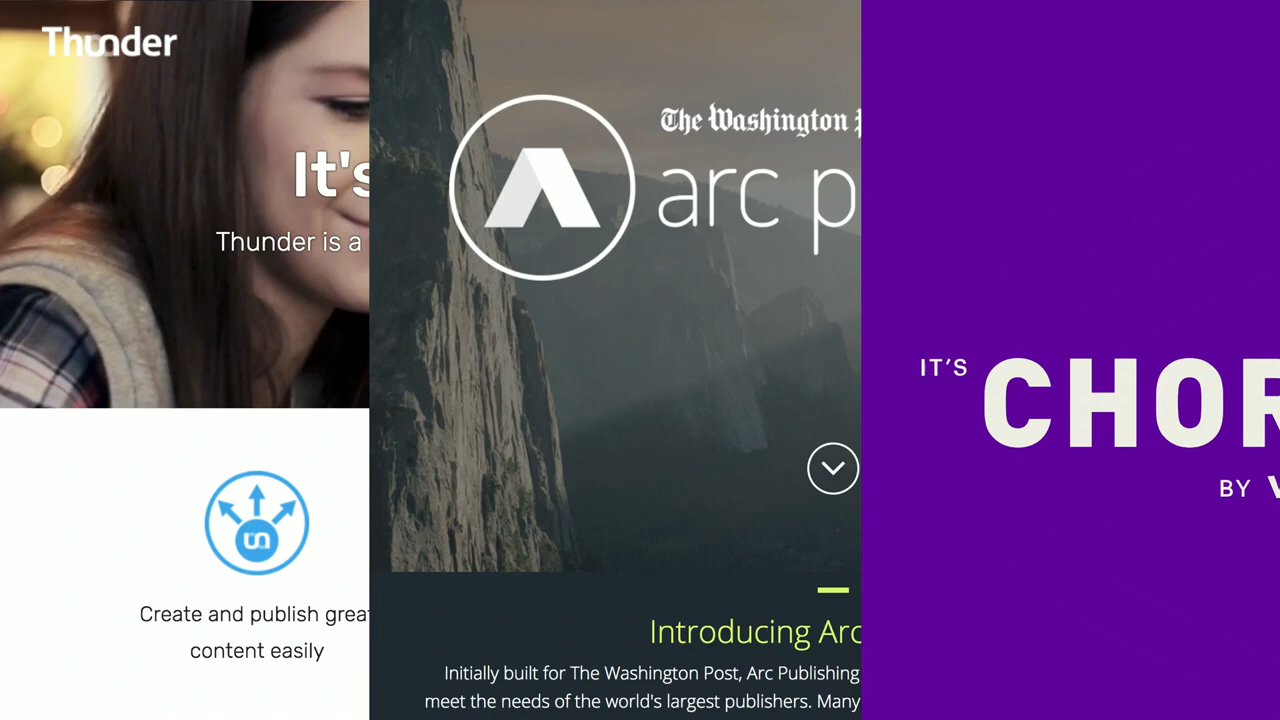 Thunder
It's
Thunder is a
Create and publish great
content easily
The Washington
arc p
Introducing Arc
Initially built for The Washington Post, Arc Publishing
meet the needs of the world's largest publishers. Many
IT'S CHOR
BY V